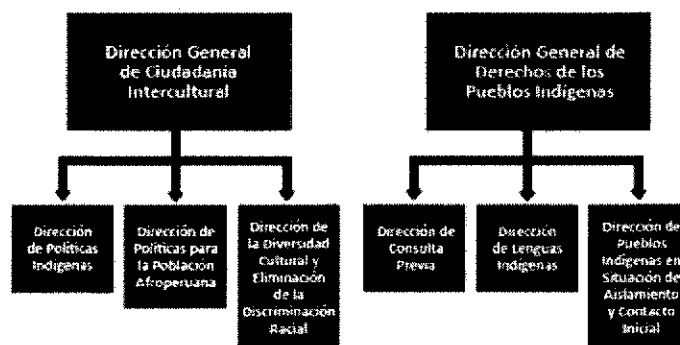 Dirección General
de Ciudadanía
Intercultural
Dirección General de
Derechos de los
Pueblos Indígenas
Dirección
de Políticas
Indígenas
Dirección de
Políticas para
la Población
Afroperuana
Dirección de
la Diversidad
Cultural y
Eliminación
de la
Discriminación
Racial
Dirección de
Consulta
Previa
Dirección
de Lenguas
Indígenas
Dirección de
Pueblos
Indígenas en
Situación de
Aislamiento
y Contacto
Inicial